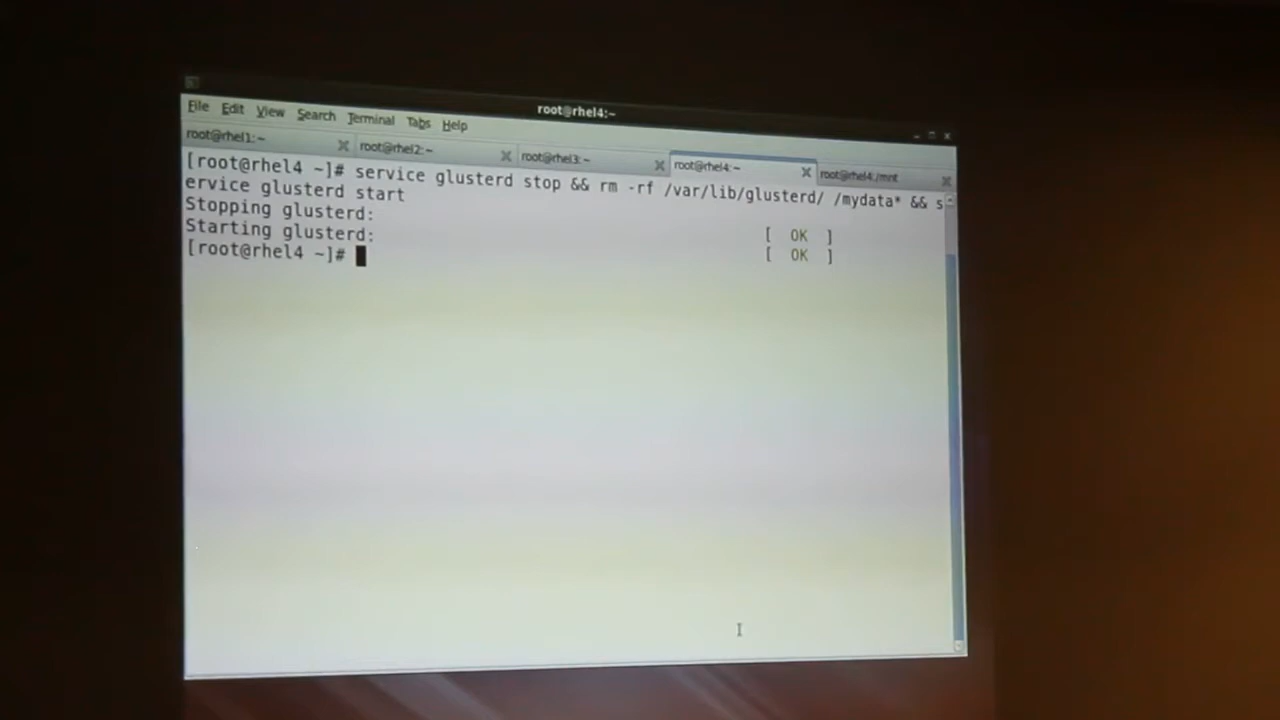 root@rhel4:~
File Edit View Search Terminal Tabs Help
root@rhel1:~ root@rhel2:~ root@rhel3:~ root@rhel4:~ root@rhel4:/mnt
[root@rhel4 ~]# service glusterd stop && rm -rf /var/lib/glusterd/ /mydata* && s
ervice glusterd start
Stopping glusterd: [ OK ]
Starting glusterd: [ OK ]
[root@rhel4 ~]#